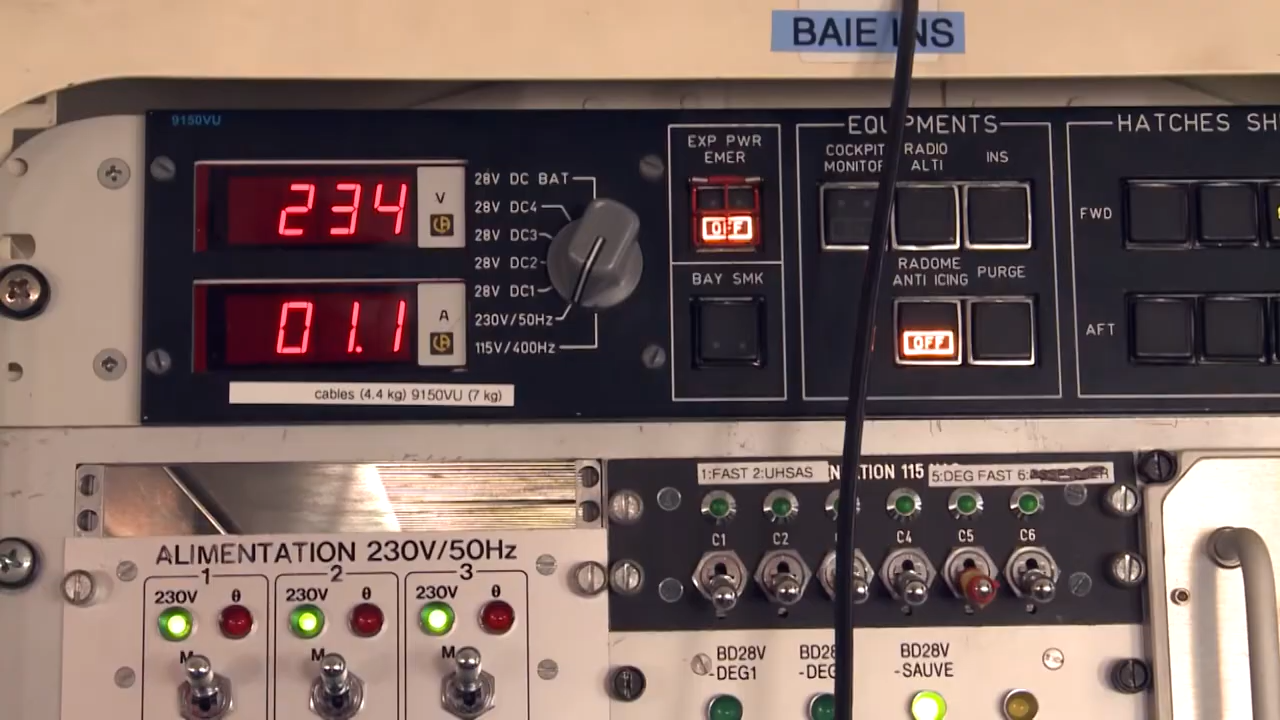 BAIE INS
9150VU
234
V
01.1
A
28V DC BAT
28V DC4
28V DC3
28V DC2
28V DC1
230V/50Hz
115V/400Hz
cables (4.4 kg) 9150VU (7 kg)
EXP PWR
EMER
OFF
BAY SMK
EQUIPMENTS
COCKPIT
MONITOR
RADIO
ALTI
INS
RADOME
ANTI ICING
PURGE
OFF
HATCHES
FWD
AFT
1:FAST 2:UHSAS
115
5:DEG FAST 6:
C1
C2
C4
C5
C6
ALIMENTATION 230V/50Hz
1
2
3
230V
θ
230V
θ
230V
θ
M
M
M
BD28V
-DEG1
BD28V
-SAUVE